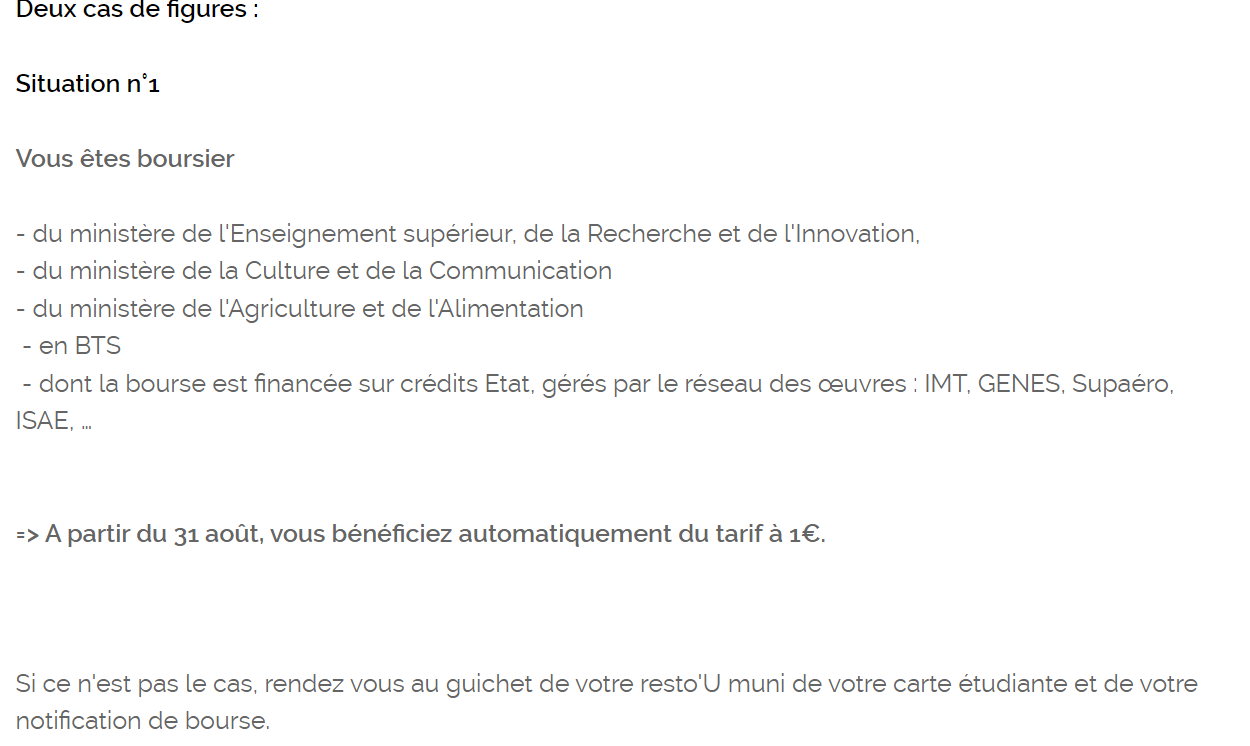 Deux cas de figures :
Situation n°1
Vous êtes boursier
- du ministère de l'Enseignement supérieur, de la Recherche et de l'Innovation,
- du ministère de la Culture et de la Communication
- du ministère de l'Agriculture et de l'Alimentation
- en BTS
- dont la bourse est financée sur crédits Etat, gérés par le réseau des œuvres : IMT, GENES, Supaéro,
ISAE, ...
=> A partir du 31 août, vous bénéficiez automatiquement du tarif à 1€.
Si ce n'est pas le cas, rendez vous au guichet de votre resto'U muni de votre carte étudiante et de votre
notification de bourse.